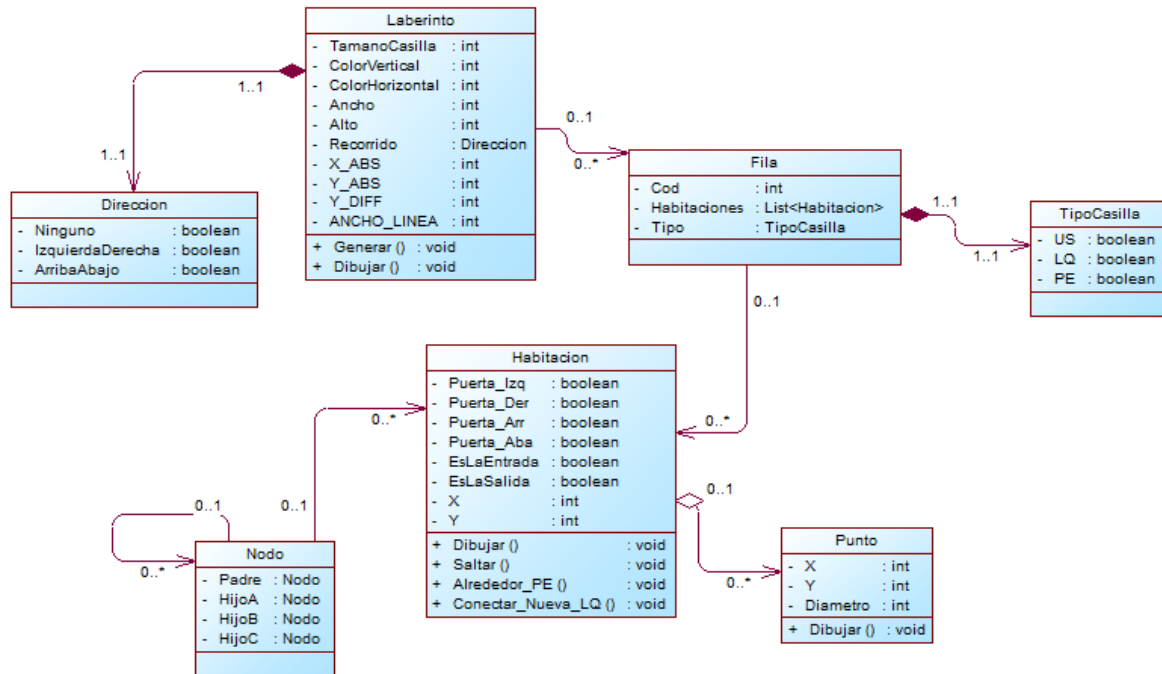 Laberinto
- TamanoCasilla : int
- ColorVertical : int
- ColorHorizontal : int
- Ancho : int
- Alto : int
- Recorrido : Direccion
- X_ABS : int
- Y_ABS : int
- Y_DIFF : int
- ANCHO_LINEA : int
+ Generar () : void
+ Dibujar () : void
1..1
1..1
Direccion
- Ninguno : boolean
- IzquierdaDerecha : boolean
- ArribaAbajo : boolean
0..1
0..*
Fila
- Cod : int
- Habitaciones : List<Habitacion>
- Tipo : TipoCasilla
1..1
1..1
TipoCasilla
- US : boolean
- LQ : boolean
- PE : boolean
0..1
0..*
Habitacion
- Puerta_Izq : boolean
- Puerta_Der : boolean
- Puerta_Arr : boolean
- Puerta_Aba : boolean
- EsLaEntrada : boolean
- EsLaSalida : boolean
- X : int
- Y : int
+ Dibujar () : void
+ Saltar () : void
+ Alrededor_PE () : void
+ Conectar_Nueva_LQ () : void
0..*
0..1
0..1
0..*
Nodo
- Padre : Nodo
- HijoA : Nodo
- HijoB : Nodo
- HijoC : Nodo
0..1
0..*
Punto
- X : int
- Y : int
- Diametro : int
+ Dibujar () : void